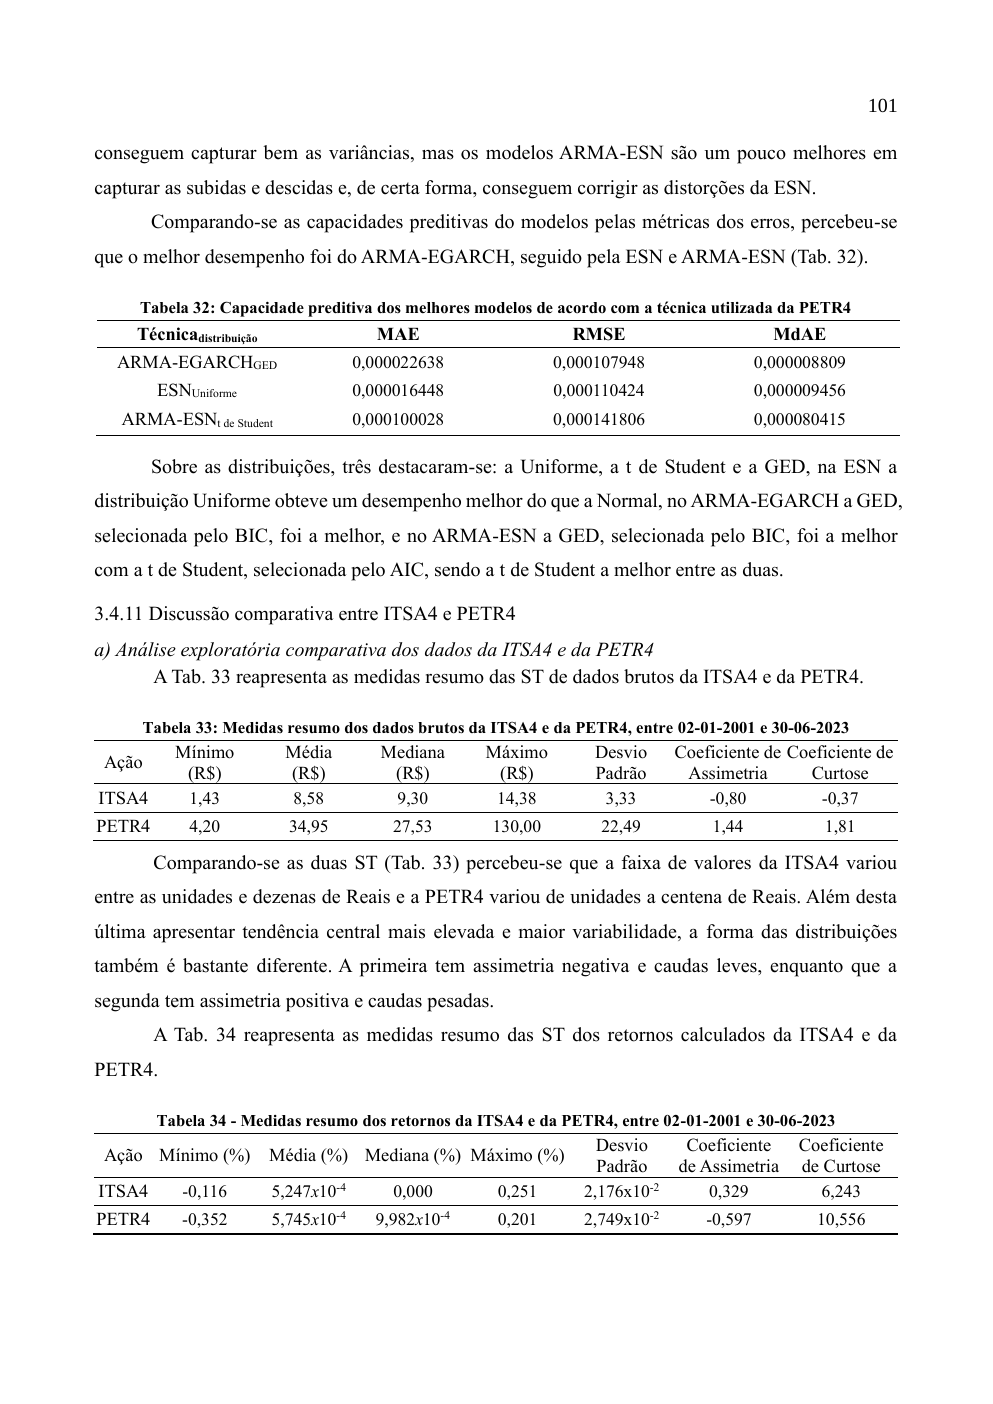 101
conseguem capturar bem as variâncias, mas os modelos ARMA-ESN são um pouco melhores em
capturar as subidas e descidas e, de certa forma, conseguem corrigir as distorções da ESN.
Comparando-se as capacidades preditivas do modelos pelas métricas dos erros, percebeu-se
que o melhor desempenho foi do ARMA-EGARCH, seguido pela ESN e ARMA-ESN (Tab. 32).
Tabela 32: Capacidade preditiva dos melhores modelos de acordo com a técnica utilizada da PETR4
Técnica distribuição MAE RMSE MdAE
ARMA-EGARCH GED 0,000022638 0,000107948 0,000008809
ESN Uniforme 0,000016448 0,000110424 0,000009456
ARMA-ESN t de Student 0,000100028 0,000141806 0,000080415
Sobre as distribuições, três destacaram-se: a Uniforme, a t de Student e a GED, na ESN a
distribuição Uniforme obteve um desempenho melhor do que a Normal, no ARMA-EGARCH a GED,
selecionada pelo BIC, foi a melhor, e no ARMA-ESN a GED, selecionada pelo BIC, foi a melhor
com a t de Student, selecionada pelo AIC, sendo a t de Student a melhor entre as duas.
3.4.11 Discussão comparativa entre ITSA4 e PETR4
a) Análise exploratória comparativa dos dados da ITSA4 e da PETR4
A Tab. 33 reapresenta as medidas resumo das ST de dados brutos da ITSA4 e da PETR4.
Tabela 33: Medidas resumo dos dados brutos da ITSA4 e da PETR4, entre 02-01-2001 e 30-06-2023
Ação Mínimo (R$) Média (R$) Mediana (R$) Máximo (R$) Desvio Padrão Coeficiente de Assimetria Coeficiente de Curtose
ITSA4 1,43 8,58 9,30 14,38 3,33 -0,80 -0,37
PETR4 4,20 34,95 27,53 130,00 22,49 1,44 1,81
Comparando-se as duas ST (Tab. 33) percebeu-se que a faixa de valores da ITSA4 variou
entre as unidades e dezenas de Reais e a PETR4 variou de unidades a centena de Reais. Além desta
última apresentar tendência central mais elevada e maior variabilidade, a forma das distribuições
também é bastante diferente. A primeira tem assimetria negativa e caudas leves, enquanto que a
segunda tem assimetria positiva e caudas pesadas.
A Tab. 34 reapresenta as medidas resumo das ST dos retornos calculados da ITSA4 e da
PETR4.
Tabela 34 - Medidas resumo dos retornos da ITSA4 e da PETR4, entre 02-01-2001 e 30-06-2023
Ação Mínimo (%) Média (%) Mediana (%) Máximo (%) Desvio Padrão Coeficiente de Assimetria Coeficiente de Curtose
ITSA4 -0,116 5,247x10-4 0,000 0,251 2,176x10-2 0,329 6,243
PETR4 -0,352 5,745x10-4 9,982x10-4 0,201 2,749x10-2 -0,597 10,556